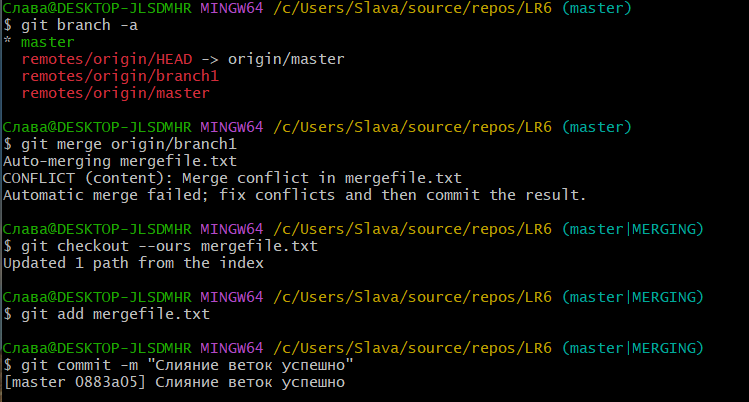 Слава@DESKTOP-JLSDMHR MINGW64 /c/Users/Slava/source/repos/LR6 (master)
$ git branch -a
* master
  remotes/origin/HEAD -> origin/master
  remotes/origin/branch1
  remotes/origin/master

Слава@DESKTOP-JLSDMHR MINGW64 /c/Users/Slava/source/repos/LR6 (master)
$ git merge origin/branch1
Auto-merging mergefile.txt
CONFLICT (content): Merge conflict in mergefile.txt
Automatic merge failed; fix conflicts and then commit the result.

Слава@DESKTOP-JLSDMHR MINGW64 /c/Users/Slava/source/repos/LR6 (master|MERGING)
$ git checkout --ours mergefile.txt
Updated 1 path from the index

Слава@DESKTOP-JLSDMHR MINGW64 /c/Users/Slava/source/repos/LR6 (master|MERGING)
$ git add mergefile.txt

Слава@DESKTOP-JLSDMHR MINGW64 /c/Users/Slava/source/repos/LR6 (master|MERGING)
$ git commit -m "Слияние веток успешно"
[master 0883a05] Слияние веток успешно